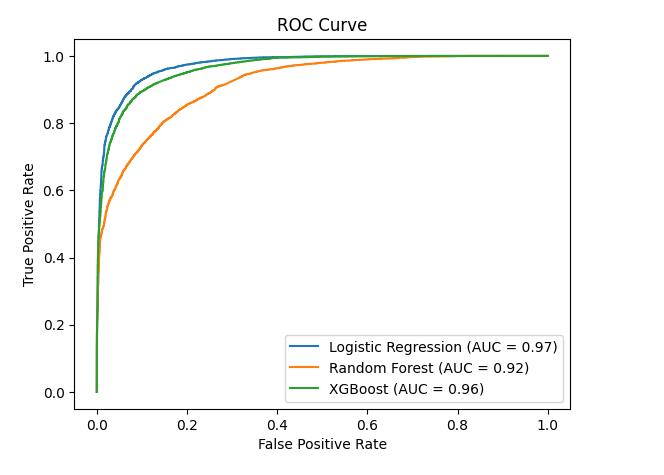 ROC Curve
True Positive Rate
1.0
0.8
0.6
0.4
0.2
0.0
Logistic Regression (AUC = 0.97)
Random Forest (AUC = 0.92)
XGBoost (AUC = 0.96)
0.0 0.2 0.4 0.6 0.8 1.0
False Positive Rate